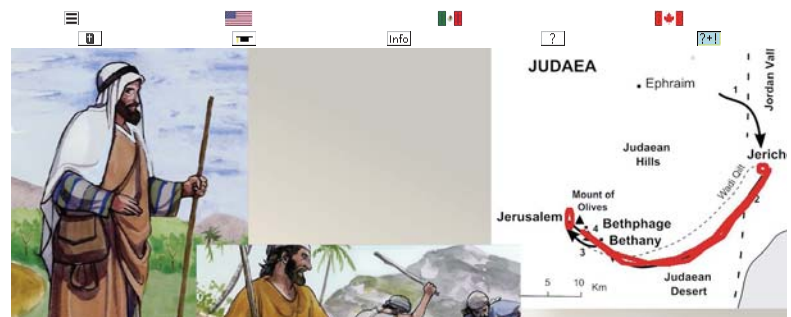 Info
?
?+!
JUDAEA
Ephraim
1
Jordan Vall
Judaean
Hills
Jeriche
Wadi Qilt
2
Mount of
Olives
Jerusalem
4
Bethphage
Bethany
3
Judaean
Desert
5
10
Km